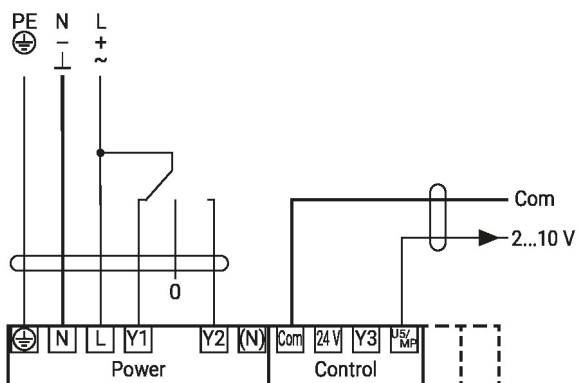 PE N L
– +
⊥ ~
Com
2...10 V
0
N L Y1 Y2 (N) Com 24 V Y3 U5/
MP
Power Control